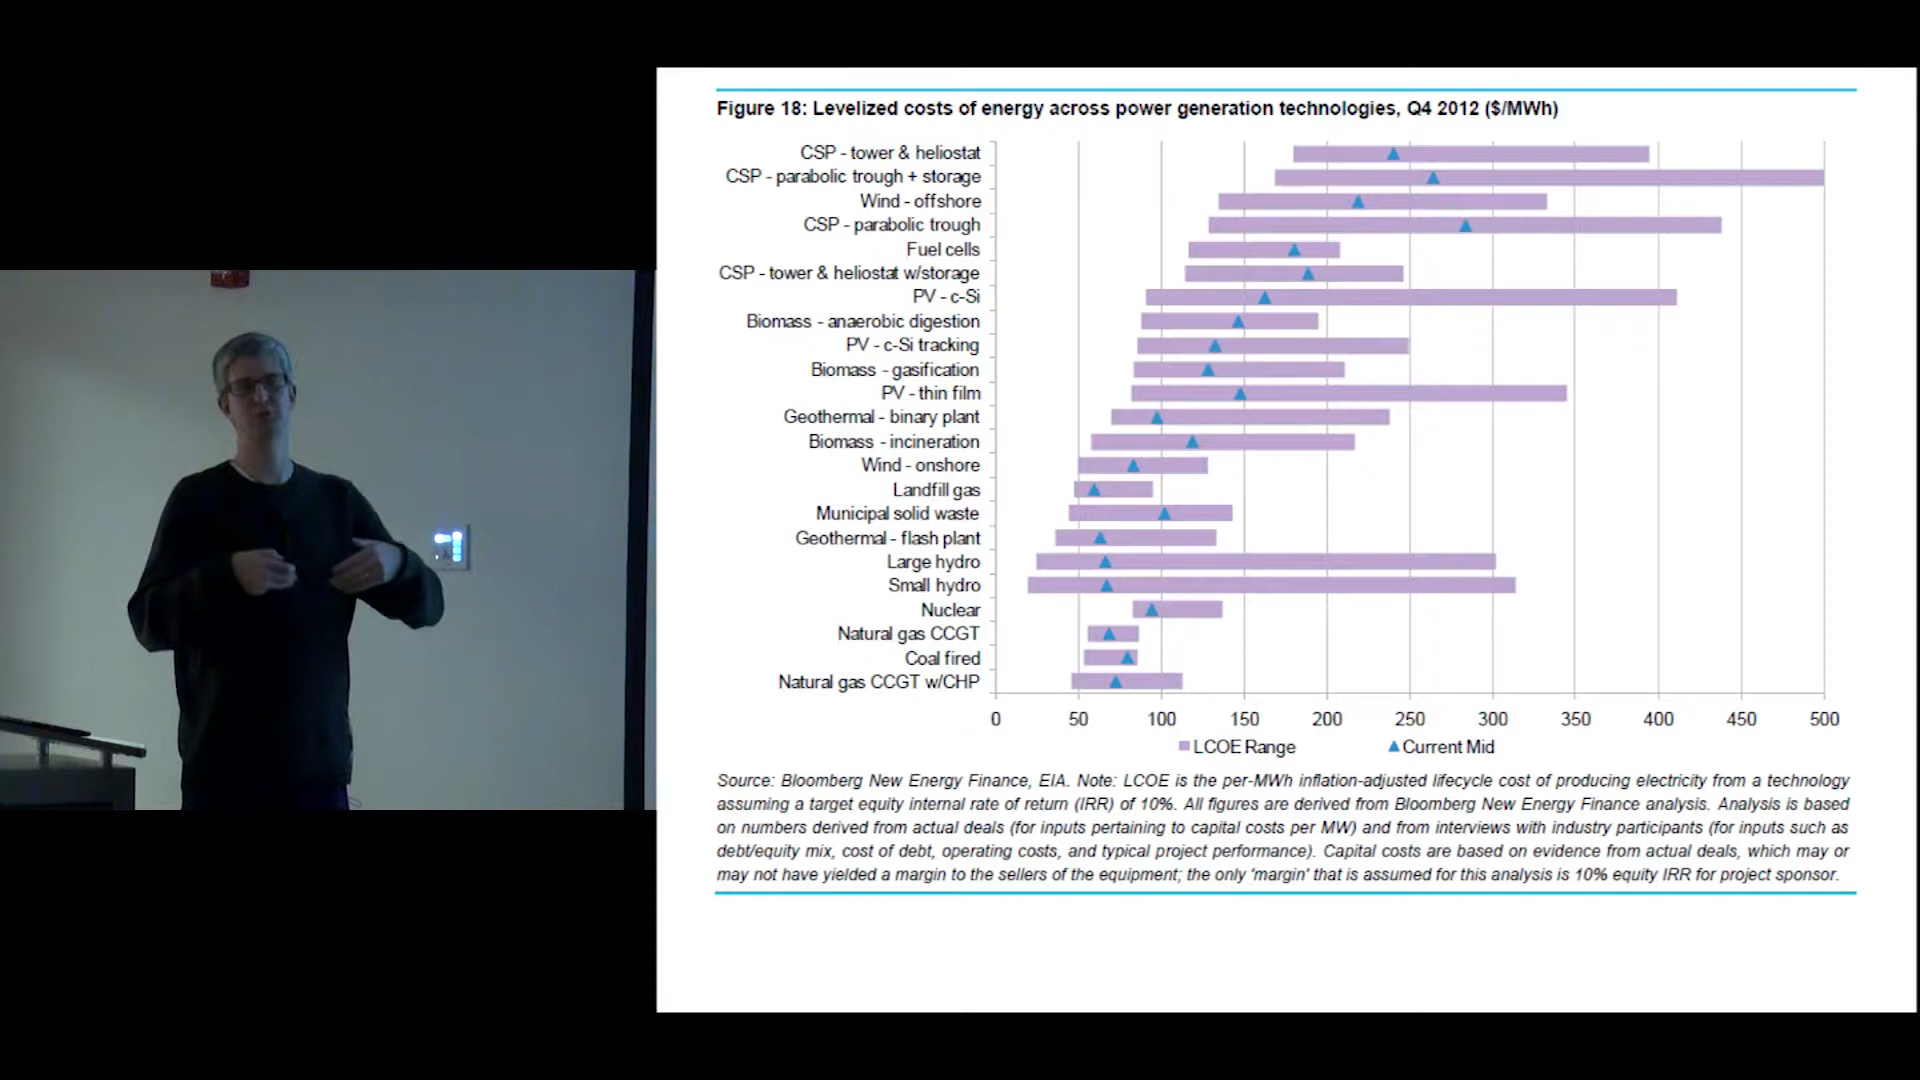 Figure 18: Levelized costs of energy across power generation technologies, Q4 2012 ($/MWh)
CSP - tower & heliostat
CSP - parabolic trough + storage
Wind - offshore
CSP - parabolic trough
Fuel cells
CSP - tower & heliostat w/storage
PV - c-Si
Biomass - anaerobic digestion
PV - c-Si tracking
Biomass - gasification
PV - thin film
Geothermal - binary plant
Biomass - incineration
Wind - onshore
Landfill gas
Municipal solid waste
Geothermal - flash plant
Large hydro
Small hydro
Nuclear
Natural gas CCGT
Coal fired
Natural gas CCGT w/CHP
0 50 100 150 200 250 300 350 400 450 500
LCOE Range Current Mid
Source: Bloomberg New Energy Finance, EIA. Note: LCOE is the per-MWh inflation-adjusted lifecycle cost of producing electricity from a technology
assuming a target equity internal rate of return (IRR) of 10%. All figures are derived from Bloomberg New Energy Finance analysis. Analysis is based
on numbers derived from actual deals (for inputs pertaining to capital costs per MW) and from interviews with industry participants (for inputs such as
debt/equity mix, cost of debt, operating costs, and typical project performance). Capital costs are based on evidence from actual deals, which may or
may not have yielded a margin to the sellers of the equipment; the only 'margin' that is assumed for this analysis is 10% equity IRR for project sponsor.